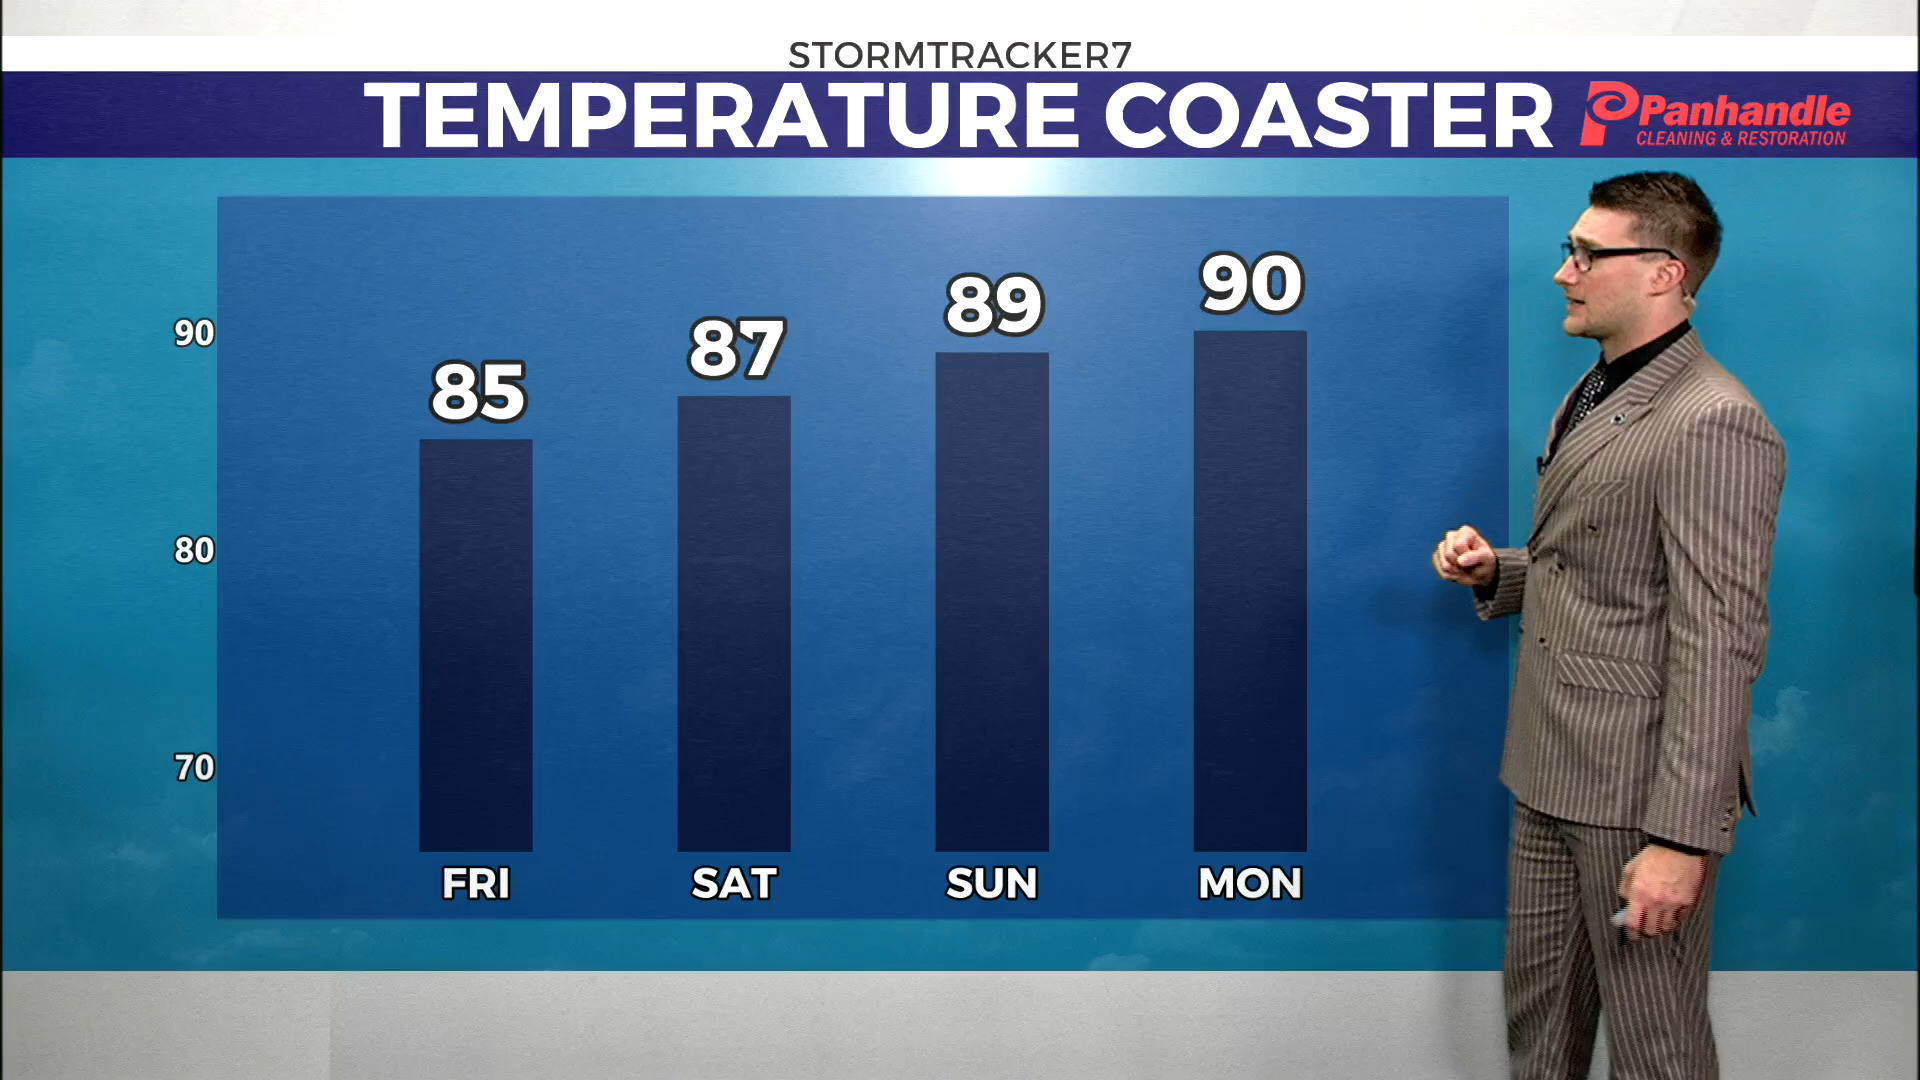 STORMTRACKER7
TEMPERATURE COASTER
Panhandle
CLEANING & RESTORATION
90
80
70
85
87
89
90
FRI
SAT
SUN
MON